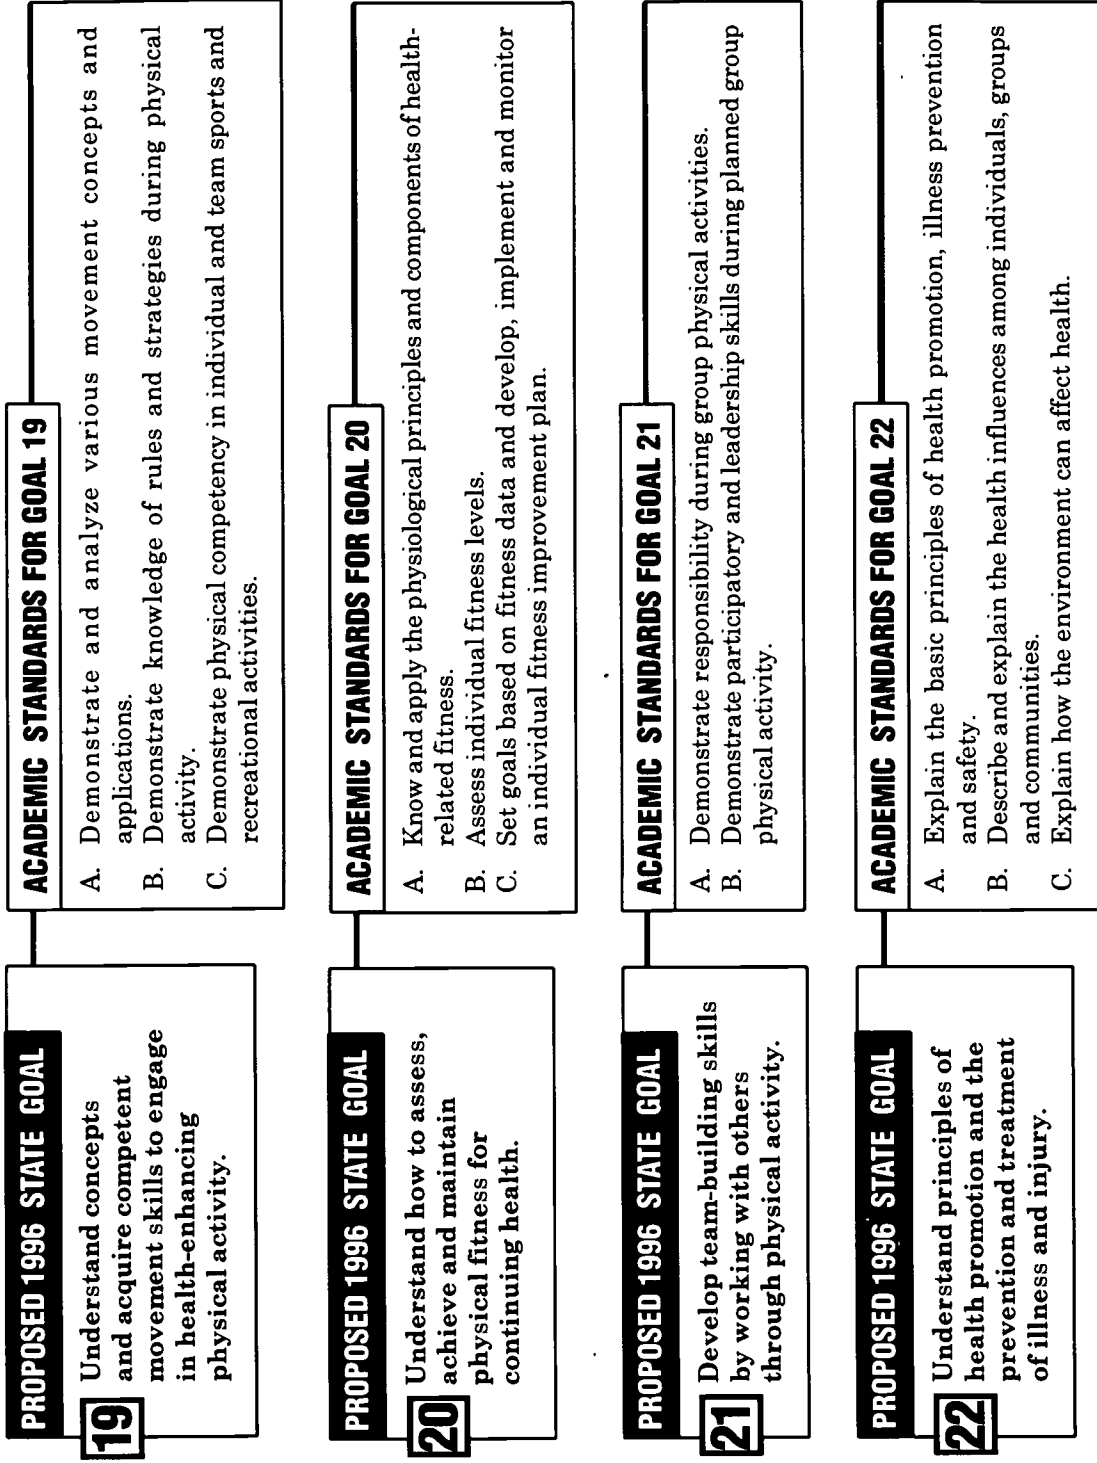 PROPOSED 1996 STATE GOAL
19
Understand concepts
and acquire competent
movement skills to engage
in health-enhancing
physical activity.
ACADEMIC STANDARDS FOR GOAL 19
A. Demonstrate and analyze various movement concepts and
applications.
B. Demonstrate knowledge of rules and strategies during physical
activity.
C. Demonstrate physical competency in individual and team sports and
recreational activities.
PROPOSED 1996 STATE GOAL
20
Understand how to assess,
achieve and maintain
physical fitness for
continuing health.
ACADEMIC STANDARDS FOR GOAL 20
A. Know and apply the physiological principles and components of health-
related fitness.
B. Assess individual fitness levels.
C. Set goals based on fitness data and develop, implement and monitor
an individual fitness improvement plan.
PROPOSED 1996 STATE GOAL
21
Develop team-building skills
by working with others
through physical activity.
ACADEMIC STANDARDS FOR GOAL 21
A. Demonstrate responsibility during group physical activities.
B. Demonstrate participatory and leadership skills during planned group
physical activity.
PROPOSED 1996 STATE GOAL
22
Understand principles of
health promotion and the
prevention and treatment
of illness and injury.
ACADEMIC STANDARDS FOR GOAL 22
A. Explain the basic principles of health promotion, illness prevention
and safety.
B. Describe and explain the health influences among individuals, groups
and communities.
C. Explain how the environment can affect health.